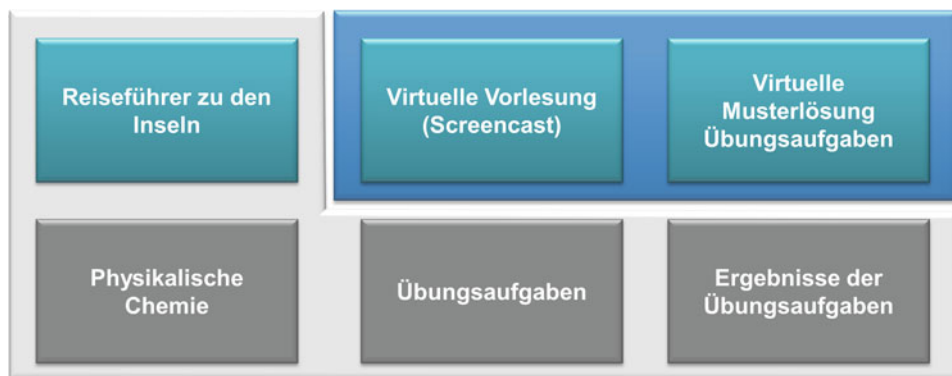 Reiseführer zu den
Inseln
Virtuelle Vorlesung
(Screencast)
Virtuelle
Musterlösung
Übungsaufgaben
Physikalische
Chemie
Übungsaufgaben
Ergebnisse der
Übungsaufgaben